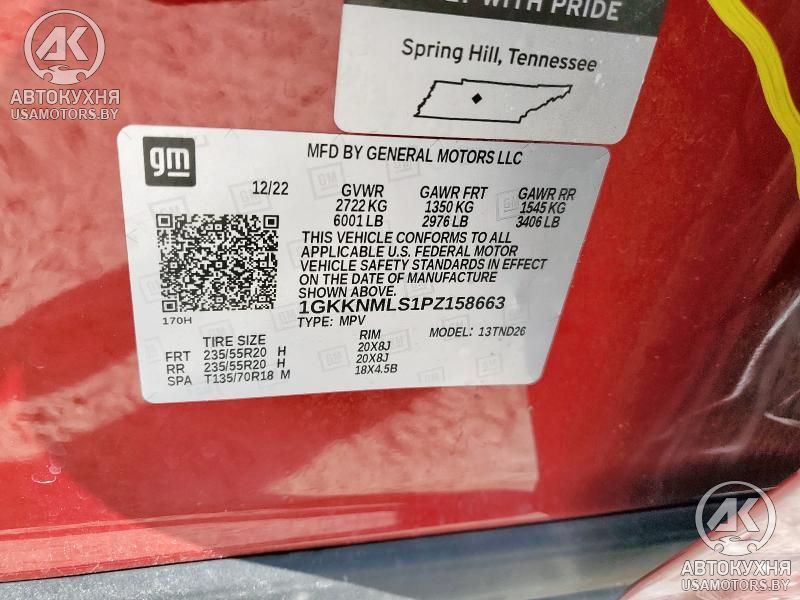 WITH PRIDE
Spring Hill, Tennessee
АК
АВТОКУХНЯ
USAMOTORS.BY
gm
MFD BY GENERAL MOTORS LLC
12/22 GVWR GAWR FRT GAWR RR
2722 KG 1350 KG 1545 KG
6001 LB 2976 LB 3406 LB
THIS VEHICLE CONFORMS TO ALL
APPLICABLE U.S. FEDERAL MOTOR
VEHICLE SAFETY STANDARDS IN EFFECT
ON THE DATE OF MANUFACTURE
SHOWN ABOVE.
170H
1GKKNMLS1PZ158663
TYPE: MPV MODEL: 13TND26
TIRE SIZE RIM
FRT 235/55R20 H 20X8J
RR 235/55R20 H 20X8J
SPA T135/70R18 M 18X4.5B
АК
АВТОКУХНЯ
USAMOTORS.BY